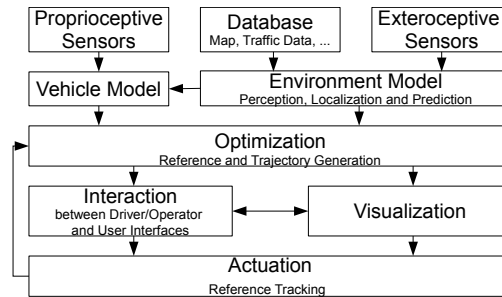 Proprioceptive
Sensors
Database
Map, Traffic Data, ...
Exteroceptive
Sensors
Vehicle Model
Environment Model
Perception, Localization and Prediction
Optimization
Reference and Trajectory Generation
Interaction
between Driver/Operator
and User Interfaces
Visualization
Actuation
Reference Tracking